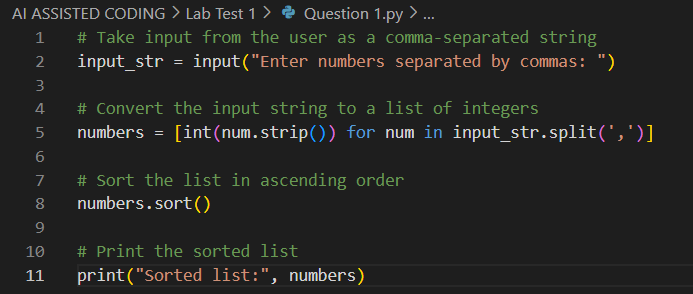 AI ASSISTED CODING > Lab Test 1 > Question 1.py > ...
1 # Take input from the user as a comma-separated string
2 input_str = input("Enter numbers separated by commas: ")
3
4 # Convert the input string to a list of integers
5 numbers = [int(num.strip()) for num in input_str.split(',')]
6
7 # Sort the list in ascending order
8 numbers.sort()
9
10 # Print the sorted list
11 print("Sorted list:", numbers)